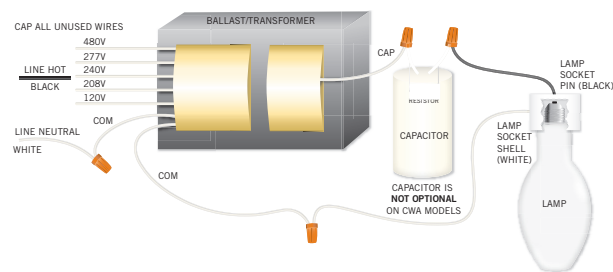 BALLAST/TRANSFORMER
CAP ALL UNUSED WIRES
480V
277V
240V
208V
120V
LINE HOT
BLACK
COM
LINE NEUTRAL
WHITE
COM
CAP
RESISTOR
CAPACITOR
CAPACITOR IS
NOT OPTIONAL
ON CWA MODELS
LAMP
SOCKET
PIN (BLACK)
LAMP
SOCKET
SHELL
(WHITE)
LAMP